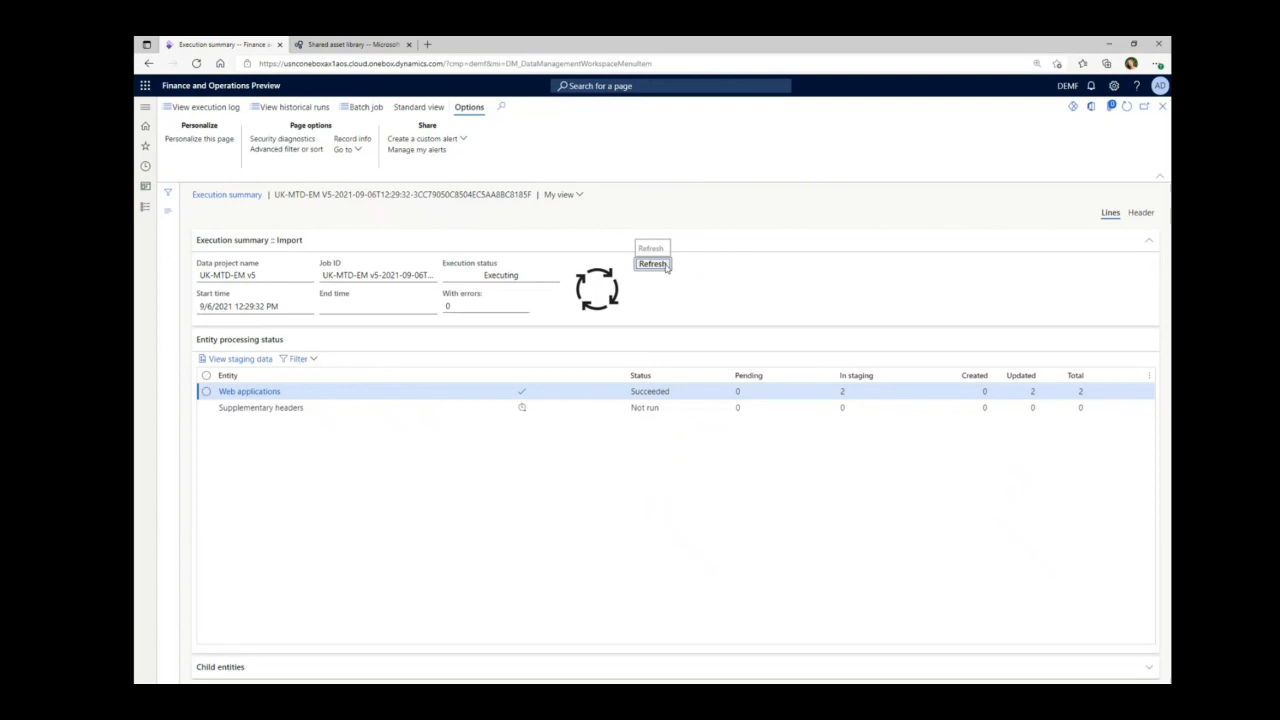 Execution summary -- Finance a
Shared asset library -- Microsoft
https://usnconeboxax1aos.cloud.onebox.dynamics.com/?cmp=demf&mi=DM_DataManagementWorkspaceMenuItem
Finance and Operations Preview
Search for a page
DEMF
?
AD
View execution log
View historical runs
Batch job
Standard view
Options
0
Personalize
Page options
Share
Personalize this page
Security diagnostics
Record info
Create a custom alert
Advanced filter or sort
Go to
Manage my alerts
Execution summary | UK-MTD-EM V5-2021-09-06T12:29:32-3CC79050C8504EC5AA8BC8185F | My view
Lines
Header
Execution summary :: Import
Refresh
Data project name
Job ID
Execution status
Refresh
UK-MTD-EM v5
UK-MTD-EM v5-2021-09-06T...
Executing
Start time
End time
With errors:
9/6/2021 12:29:32 PM
0
Entity processing status
View staging data
Filter
Entity
Status
Pending
In staging
Created
Updated
Total
Web applications
Succeeded
0
2
0
2
2
Supplementary headers
Not run
0
0
0
0
0
Child entities